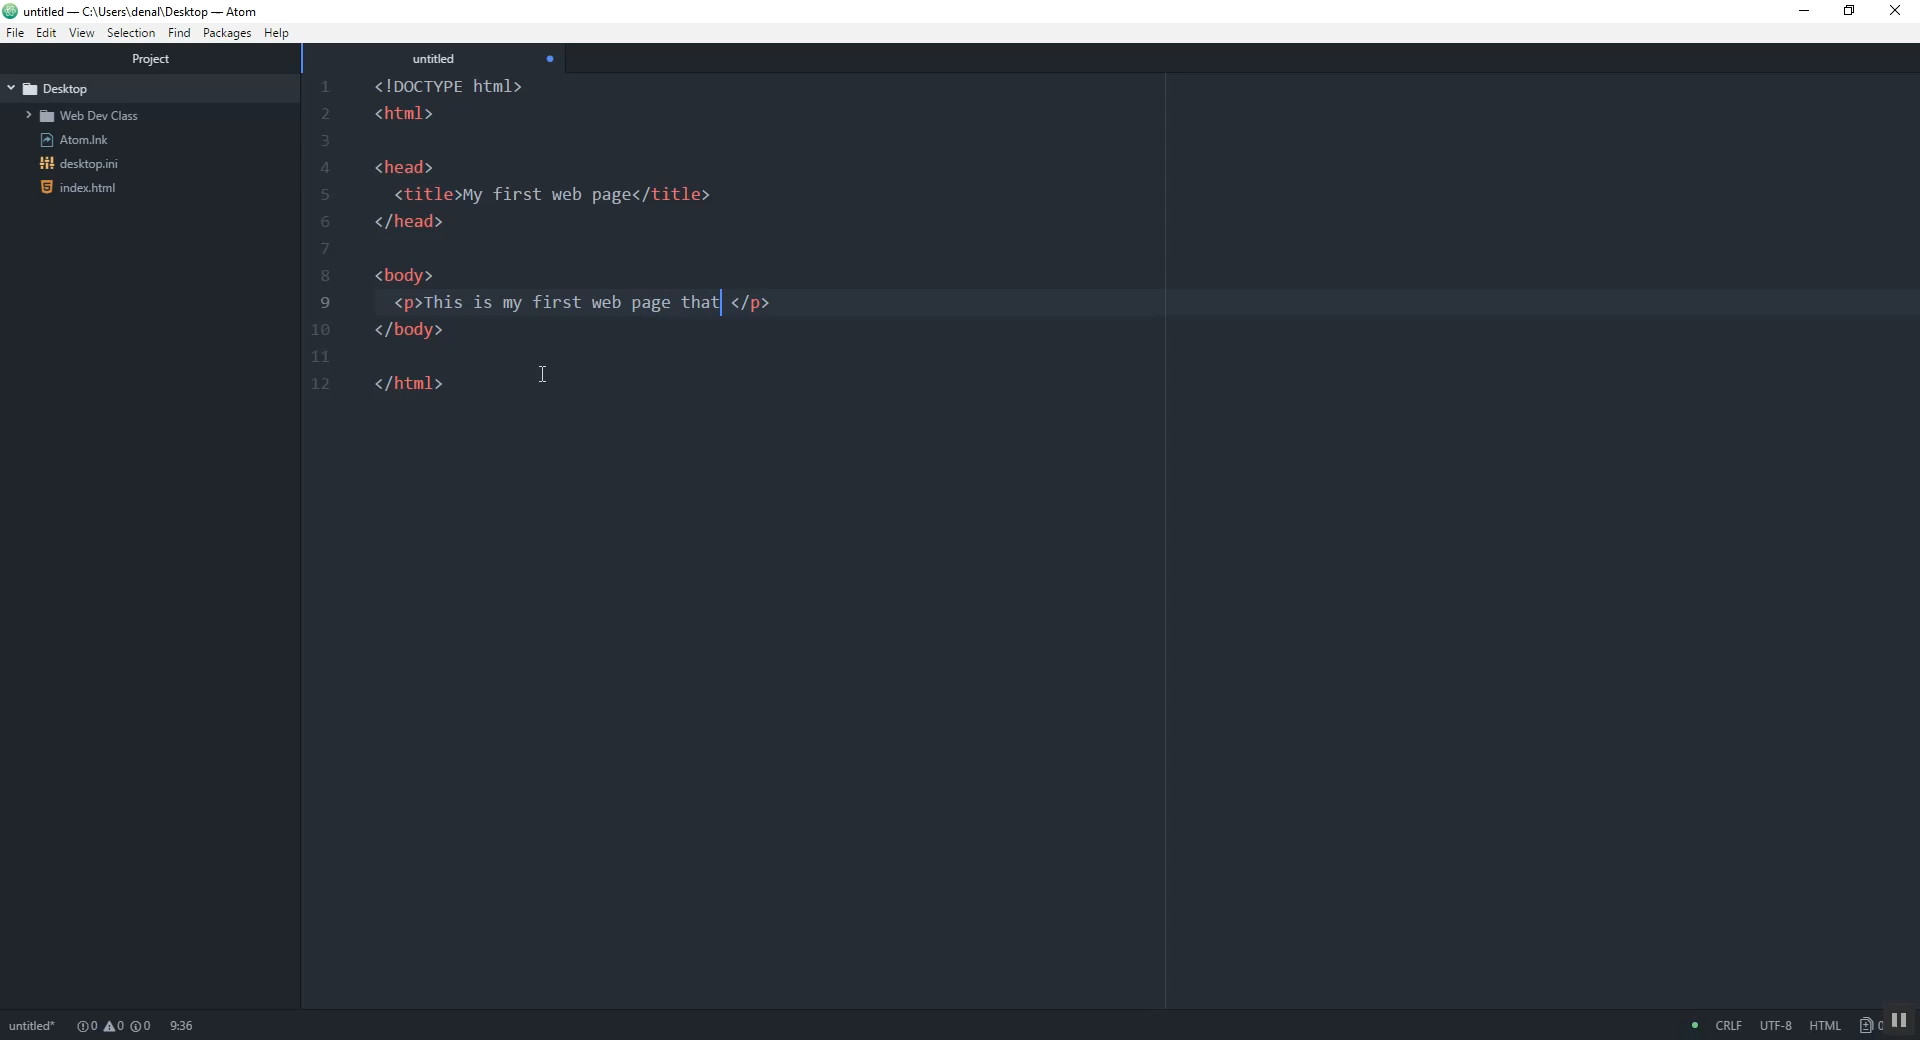 untitled — C:\Users\denal\Desktop — Atom
File Edit View Selection Find Packages Help
Project
untitled
Desktop
Web Dev Class
Atom.lnk
desktop.ini
index.html
1 <!DOCTYPE html>
2 <html>
3
4 <head>
5 <title>My first web page</title>
6 </head>
7
8 <body>
9 <p>This is my first web page that </p>
10 </body>
11
12 </html>
untitled* 0 0 0 9:36 CRLF UTF-8 HTML 0